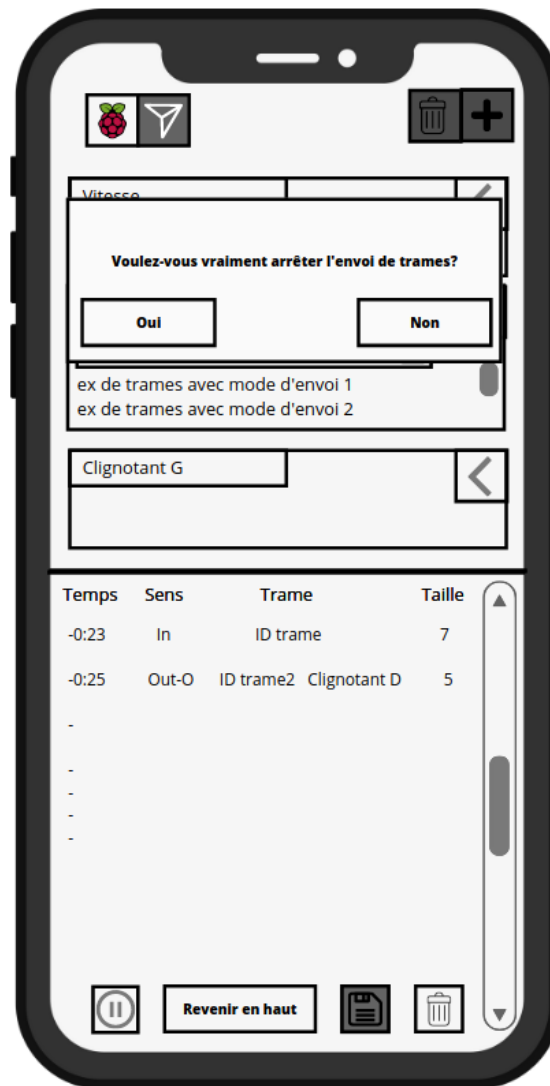 Vitesse
Voulez-vous vraiment arrêter l'envoi de trames?
Oui Non
ex de trames avec mode d'envoi 1
ex de trames avec mode d'envoi 2
Clignotant G
Temps Sens Trame Taille
-0:23 In ID trame 7
-0:25 Out-O ID trame2 Clignotant D 5
-
-
-
-
-
Revenir en haut